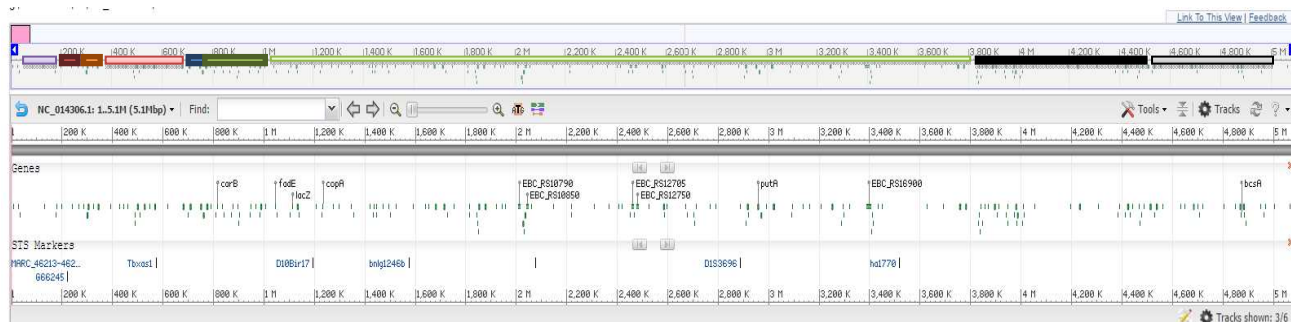 Link To This View | Feedback
200 K 400 K 600 K 800 K 1 M 1,200 K 1,400 K 1,600 K 1,800 K 2 M 2,200 K 2,400 K 2,600 K 2,800 K 3 M 3,200 K 3,400 K 3,600 K 3,800 K 4 M 4,200 K 4,400 K 4,600 K 4,800 K 5 M
NC_014306.1: 1..5.1M (5.1Mbp) Find: ATG Tools Tracks ?
1 200 K 400 K 600 K 800 K 1 M 1,200 K 1,400 K 1,600 K 1,800 K 2 M 2,200 K 2,400 K 2,600 K 2,800 K 3 M 3,200 K 3,400 K 3,600 K 3,800 K 4 M 4,200 K 4,400 K 4,600 K 4,800 K 5 M
Genes
carB fadE copA EBC_RS10790 EBC_RS12705 putA EBC_RS16900 bcsA
lacZ EBC_RS10850 EBC_RS12750
STS Markers
MARC_46213-462... Tbxas1 D10Bir17 bnlg1246b D1S3696 ha1770
G66245
1 200 K 400 K 600 K 800 K 1 M 1,200 K 1,400 K 1,600 K 1,800 K 2 M 2,200 K 2,400 K 2,600 K 2,800 K 3 M 3,200 K 3,400 K 3,600 K 3,800 K 4 M 4,200 K 4,400 K 4,600 K 4,800 K 5 M
Tracks shown: 3/6